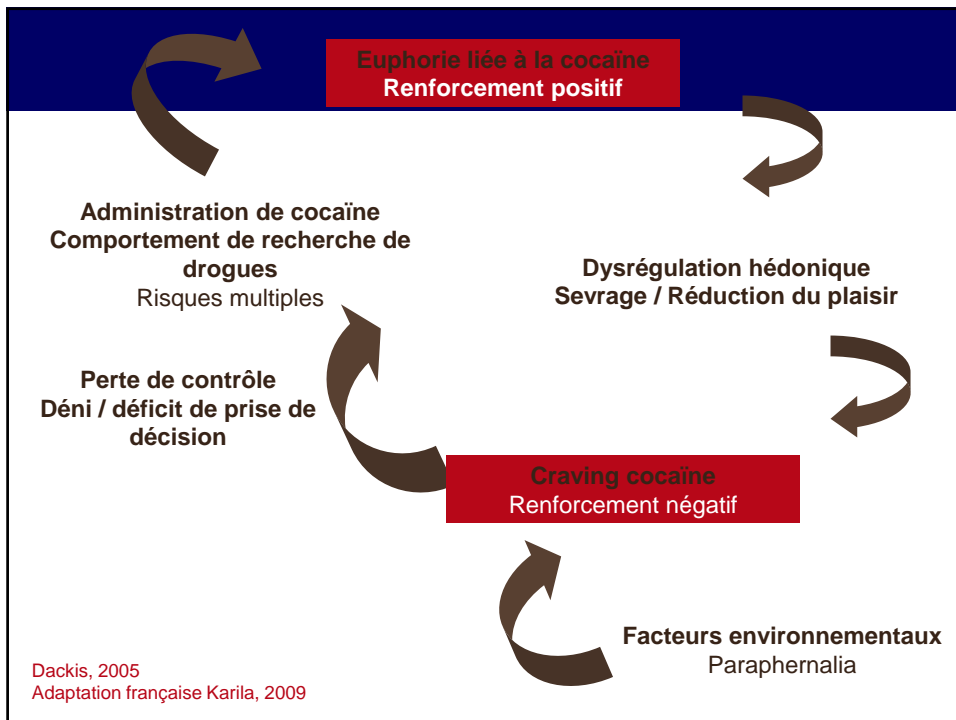 Euphorie liée à la cocaïne
Renforcement positif
Administration de cocaïne
Comportement de recherche de
drogues
Risques multiples
Dysrégulation hédonique
Sevrage / Réduction du plaisir
Perte de contrôle
Déni / déficit de prise de
décision
Craving cocaïne
Renforcement négatif
Facteurs environnementaux
Paraphernalia
Dackis, 2005
Adaptation française Karila, 2009